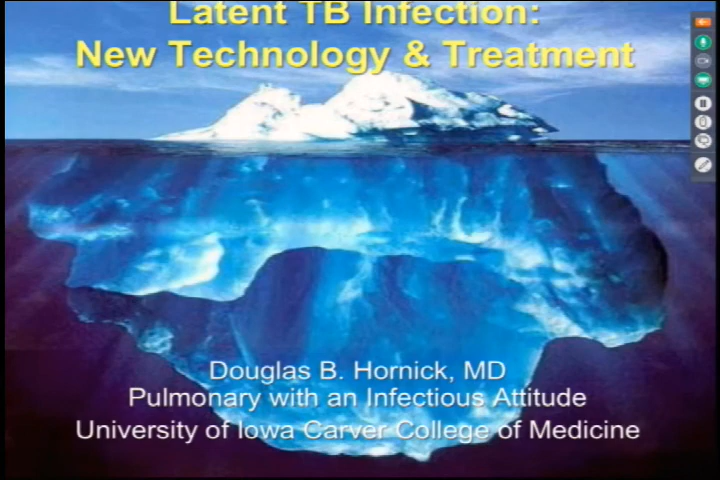 Latent TB Infection:
New Technology & Treatment
Douglas B. Hornick, MD
Pulmonary with an Infectious Attitude
University of Iowa Carver College of Medicine